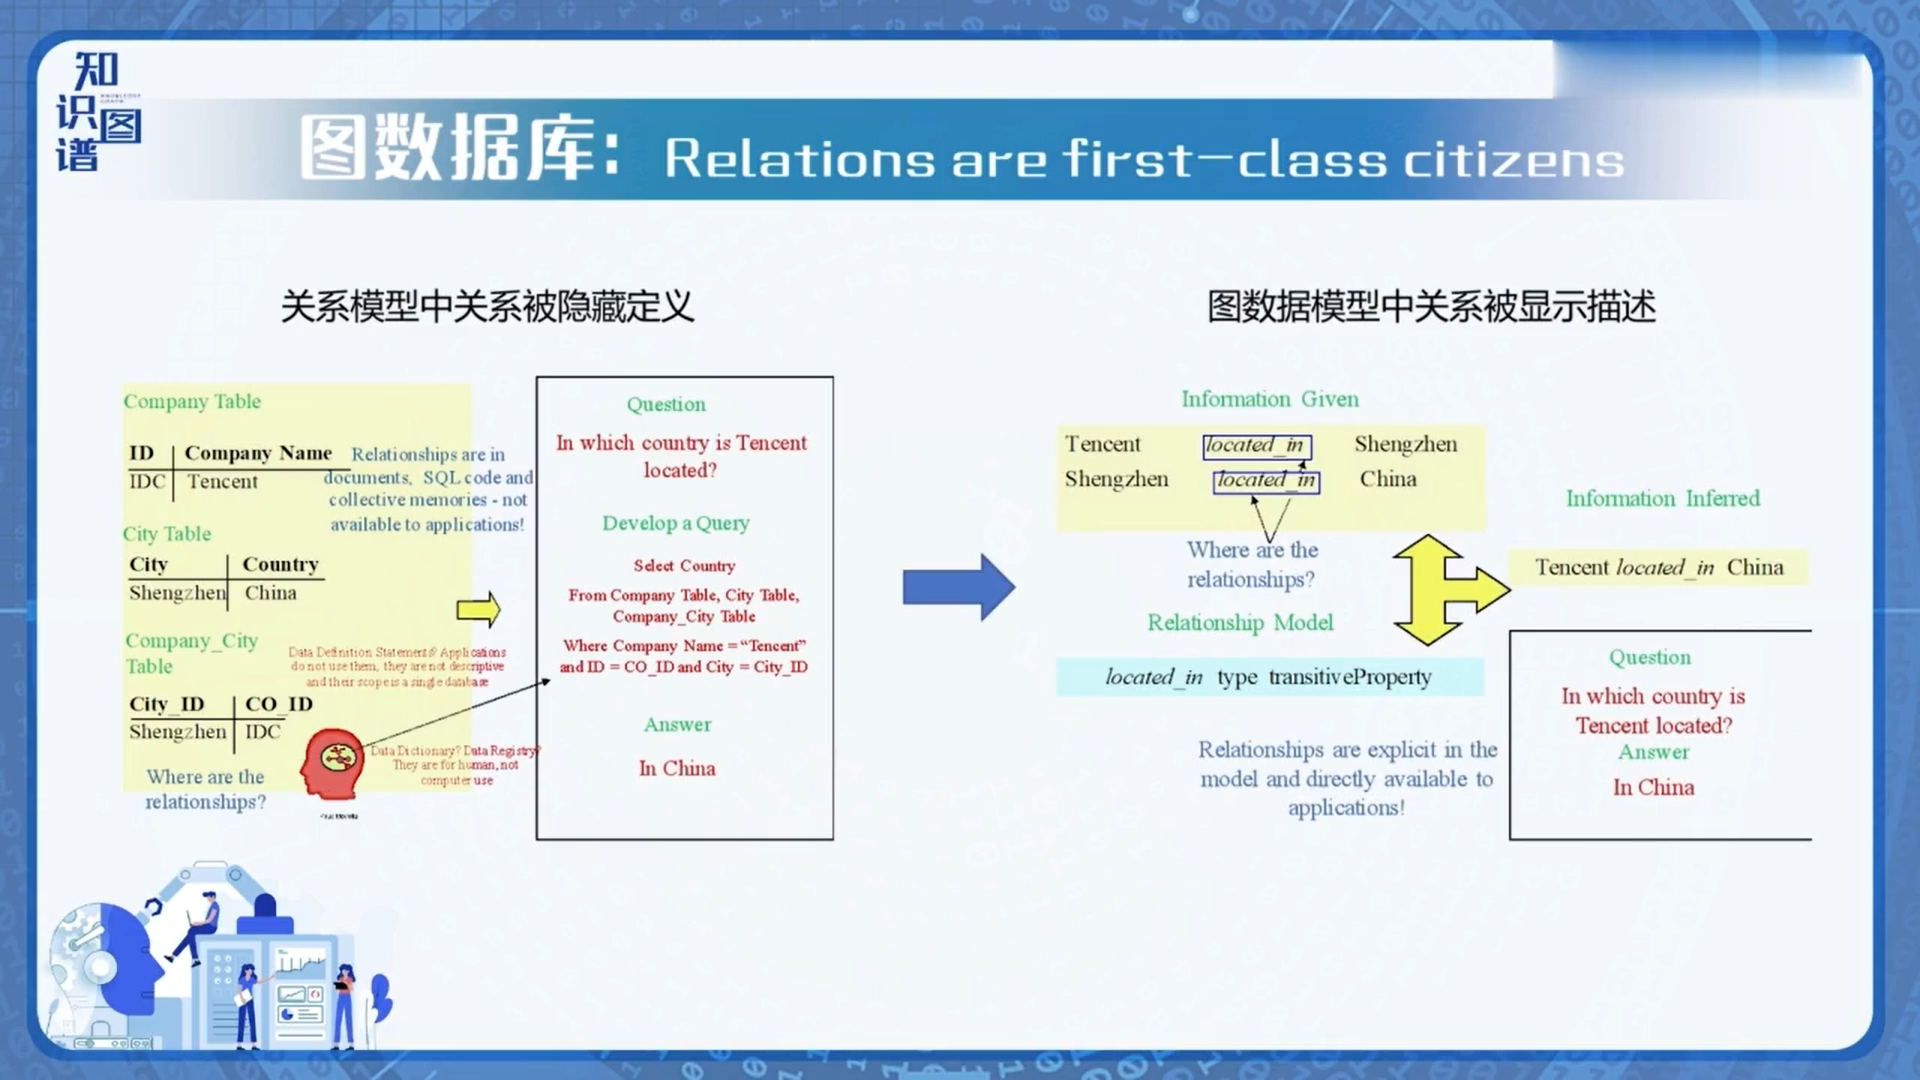 知
识图
谱
KNOWLEDGE
GRAPH
图数据库：Relations are first-class citizens
关系模型中关系被隐藏定义
图数据模型中关系被显示描述
Company Table
ID Company Name
IDC Tencent
Relationships are in
documents, SQL code and
collective memories - not
available to applications!
City Table
City Country
Shengzhen China
Company_City
Table
Data Definition Statements? Applications
do not use them, they are not descriptive
and their scope is a single database
City_ID CO_ID
Shengzhen IDC
Where are the
relationships?
Data Dictionary? Data Registry?
They are for human, not
computer use
Question
In which country is Tencent
located?
Develop a Query
Select Country
From Company Table, City Table,
Company_City Table
Where Company Name = “Tencent”
and ID = CO_ID and City = City_ID
Answer
In China
Information Given
Tencent located_in Shengzhen
Shengzhen located_in China
Where are the
relationships?
Relationship Model
located_in type transitiveProperty
Relationships are explicit in the
model and directly available to
applications!
Information Inferred
Tencent located_in China
Question
In which country is
Tencent located?
Answer
In China